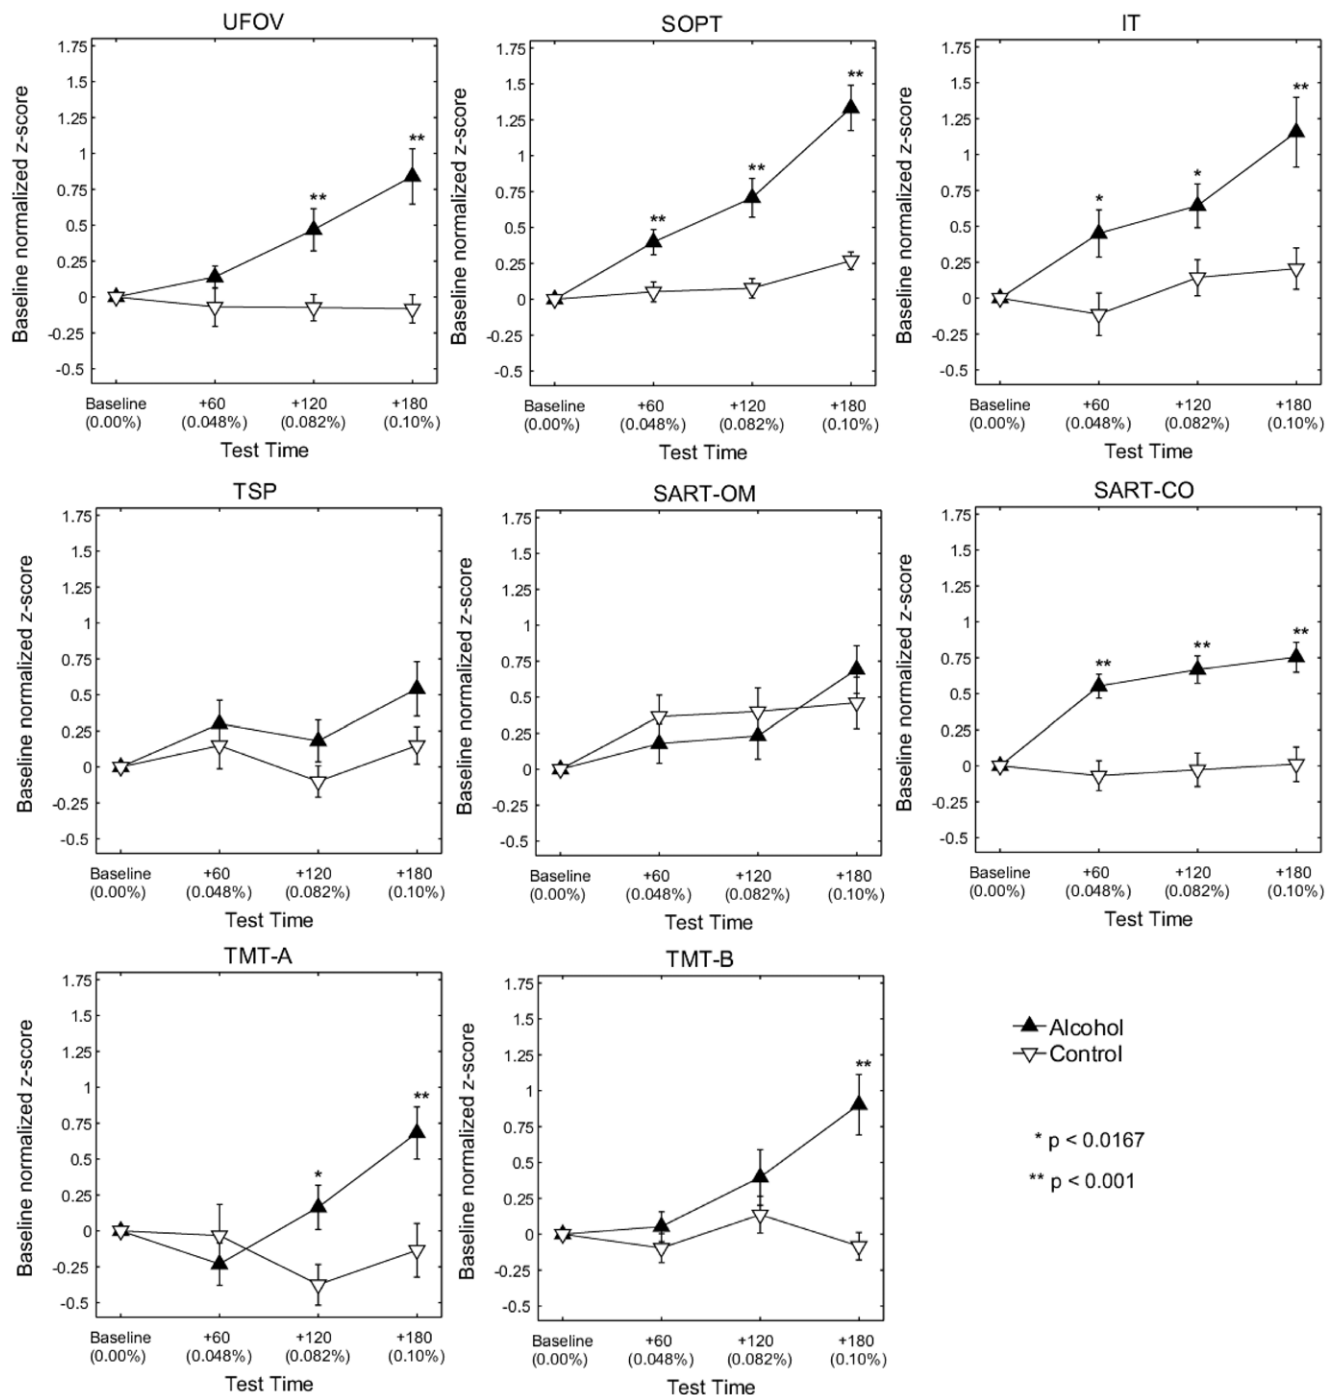 UFOV
1.75
1.5
1.25
1
0.75
0.5
0.25
0
-0.25
-0.5
Baseline normalized z-score
**
**
Baseline +60 +120 +180
(0.00%) (0.048%) (0.082%) (0.10%)
Test Time
SOPT
1.75
1.5
1.25
1
0.75
0.5
0.25
0
-0.25
-0.5
Baseline normalized z-score
**
**
**
Baseline +60 +120 +180
(0.00%) (0.048%) (0.082%) (0.10%)
Test Time
IT
1.75
1.5
1.25
1
0.75
0.5
0.25
0
-0.25
-0.5
Baseline normalized z-score
*
*
**
Baseline +60 +120 +180
(0.00%) (0.048%) (0.082%) (0.10%)
Test Time
TSP
1.75
1.5
1.25
1
0.75
0.5
0.25
0
-0.25
-0.5
Baseline normalized z-score
Baseline +60 +120 +180
(0.00%) (0.048%) (0.082%) (0.10%)
Test Time
SART-OM
1.75
1.5
1.25
1
0.75
0.5
0.25
0
-0.25
-0.5
Baseline normalized z-score
Baseline +60 +120 +180
(0.00%) (0.048%) (0.082%) (0.10%)
Test Time
SART-CO
1.75
1.5
1.25
1
0.75
0.5
0.25
0
-0.25
-0.5
Baseline normalized z-score
**
**
**
Baseline +60 +120 +180
(0.00%) (0.048%) (0.082%) (0.10%)
Test Time
TMT-A
1.75
1.5
1.25
1
0.75
0.5
0.25
0
-0.25
-0.5
Baseline normalized z-score
*
**
Baseline +60 +120 +180
(0.00%) (0.048%) (0.082%) (0.10%)
Test Time
TMT-B
1.75
1.5
1.25
1
0.75
0.5
0.25
0
-0.25
-0.5
Baseline normalized z-score
**
Baseline +60 +120 +180
(0.00%) (0.048%) (0.082%) (0.10%)
Test Time
Alcohol
Control
* p < 0.0167
** p < 0.001